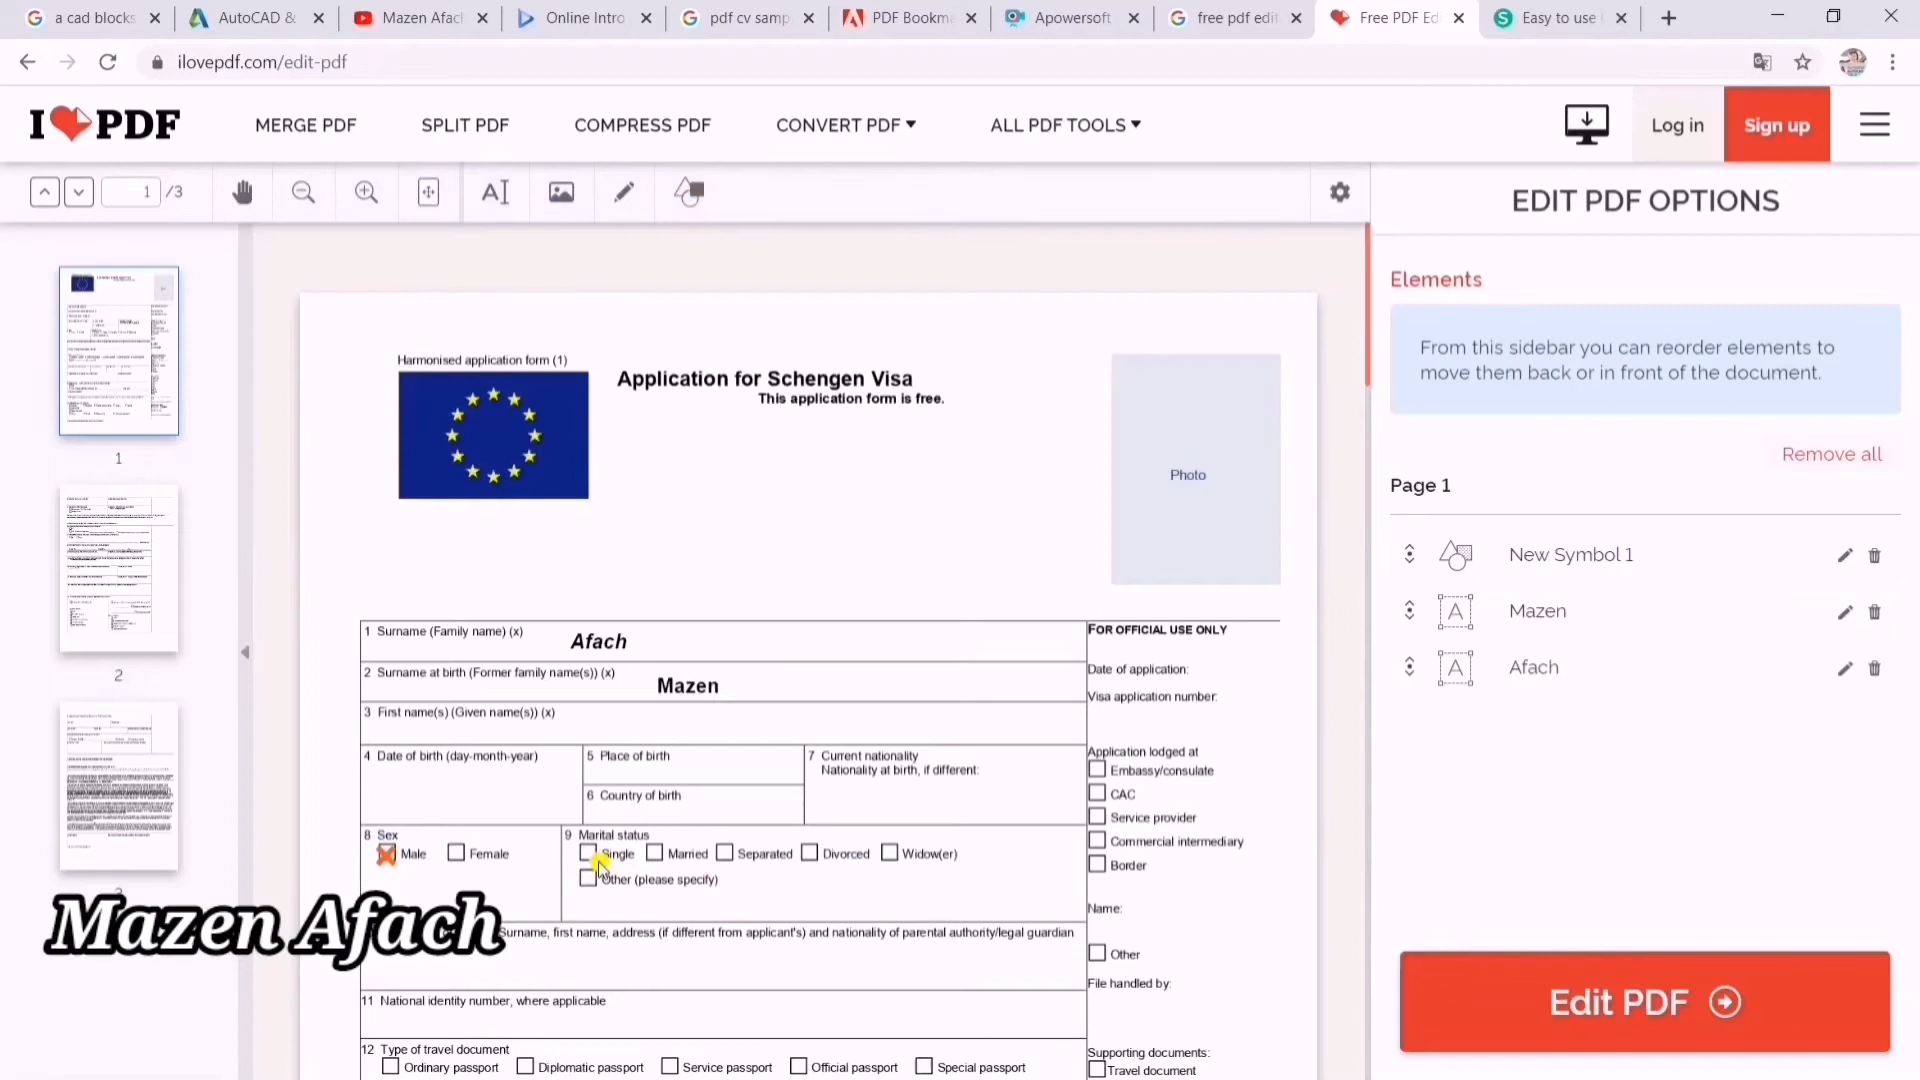 a cad blocks
AutoCAD &
Mazen Afach
Online Intro
pdf cv samp
PDF Bookma
Apowersoft
free pdf edit
Free PDF Ed
Easy to use
ilovepdf.com/edit-pdf
I PDF
MERGE PDF
SPLIT PDF
COMPRESS PDF
CONVERT PDF
ALL PDF TOOLS
Log in
Sign up
1 /3
EDIT PDF OPTIONS
Elements
From this sidebar you can reorder elements to
move them back or in front of the document.
Remove all
Page 1
New Symbol 1
Mazen
Afach
Edit PDF
1
2
Harmonised application form (1)
Application for Schengen Visa
This application form is free.
Photo
1 Surname (Family name) (x)
Afach
2 Surname at birth (Former family name(s)) (x)
Mazen
3 First name(s) (Given name(s)) (x)
4 Date of birth (day-month-year)
5 Place of birth
6 Country of birth
7 Current nationality
Nationality at birth, if different:
8 Sex
Male Female
9 Marital status
Single Married Separated Divorced Widow(er)
Other (please specify)
Surname, first name, address (if different from applicant's) and nationality of parental authority/legal guardian
11 National identity number, where applicable
12 Type of travel document
Ordinary passport Diplomatic passport Service passport Official passport Special passport
FOR OFFICIAL USE ONLY
Date of application:
Visa application number:
Application lodged at
Embassy/consulate
CAC
Service provider
Commercial intermediary
Border
Name:
Other
File handled by:
Supporting documents:
Travel document
Mazen Afach